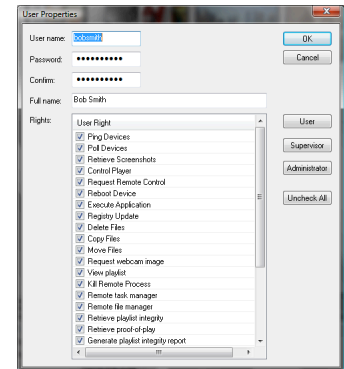 User Properties
User name: bobsmith
OK
Password: ••••••••••
Cancel
Confirm: ••••••••••
Full name: Bob Smith
Rights:
User Right
User
Supervisor
Administrator
Uncheck All
Ping Devices
Poll Devices
Retrieve Screenshots
Control Player
Request Remote Control
Reboot Device
Execute Application
Registry Update
Delete Files
Copy Files
Move Files
Request webcam image
View playlist
Kill Remote Process
Remote task manager
Remote file manager
Retrieve playlist integrity
Retrieve proof-of-play
Generate playlist integrity report